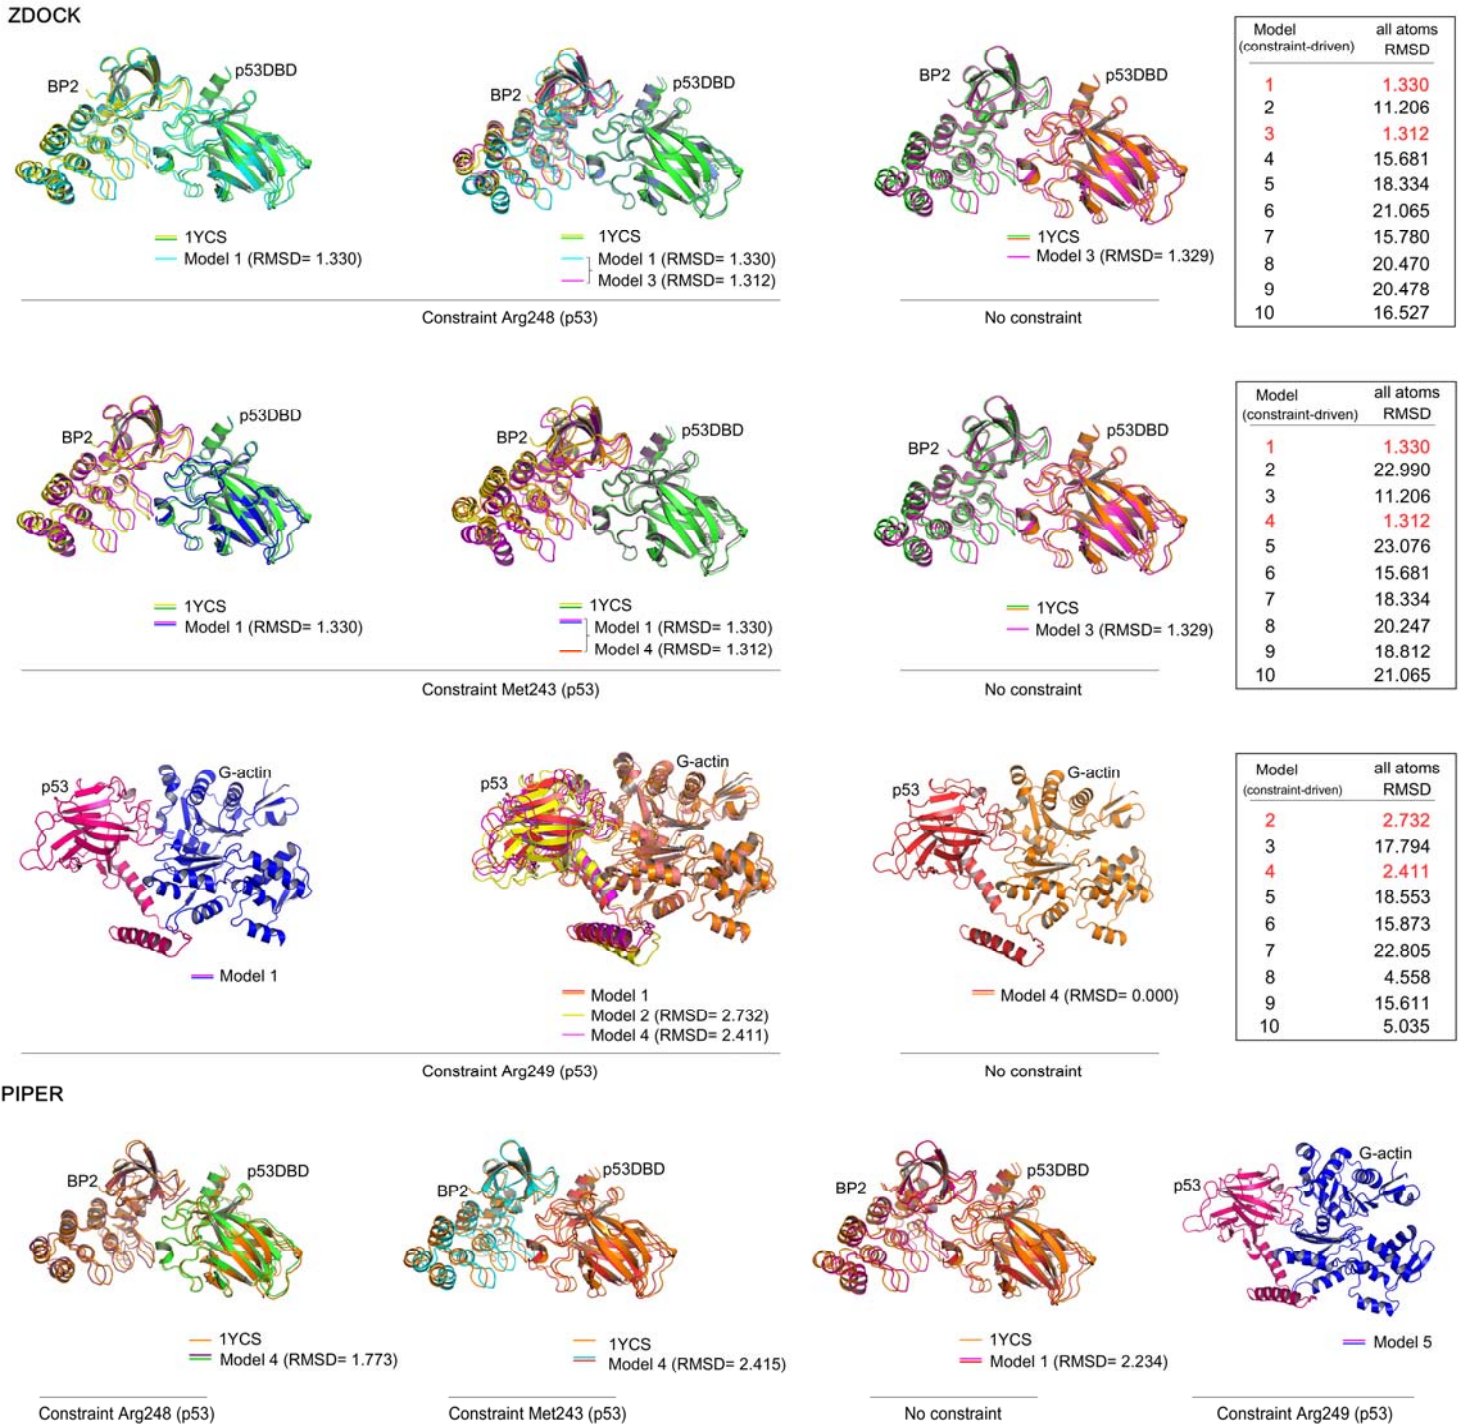 ZDOCK
BP2
p53DBD
1YCS
Model 1 (RMSD= 1.330)
BP2
p53DBD
1YCS
Model 1 (RMSD= 1.330)
Model 3 (RMSD= 1.312)
Constraint Arg248 (p53)
BP2
p53DBD
1YCS
Model 3 (RMSD= 1.329)
No constraint
Model all atoms
(constraint-driven) RMSD
1 1.330
2 11.206
3 1.312
4 15.681
5 18.334
6 21.065
7 15.780
8 20.470
9 20.478
10 16.527
BP2
p53DBD
1YCS
Model 1 (RMSD= 1.330)
BP2
p53DBD
1YCS
Model 1 (RMSD= 1.330)
Model 4 (RMSD= 1.312)
Constraint Met243 (p53)
BP2
p53DBD
1YCS
Model 3 (RMSD= 1.329)
No constraint
Model all atoms
(constraint-driven) RMSD
1 1.330
2 22.990
3 11.206
4 1.312
5 23.076
6 15.681
7 18.334
8 20.247
9 18.812
10 21.065
p53
G-actin
Model 1
p53
G-actin
Model 1
Model 2 (RMSD= 2.732)
Model 4 (RMSD= 2.411)
Constraint Arg249 (p53)
p53
G-actin
Model 4 (RMSD= 0.000)
No constraint
Model all atoms
(constraint-driven) RMSD
2 2.732
3 17.794
4 2.411
5 18.553
6 15.873
7 22.805
8 4.558
9 15.611
10 5.035
PIPER
BP2
p53DBD
1YCS
Model 4 (RMSD= 1.773)
Constraint Arg248 (p53)
BP2
p53DBD
1YCS
Model 4 (RMSD= 2.415)
Constraint Met243 (p53)
BP2
p53DBD
1YCS
Model 1 (RMSD= 2.234)
No constraint
p53
G-actin
Model 5
Constraint Arg249 (p53)